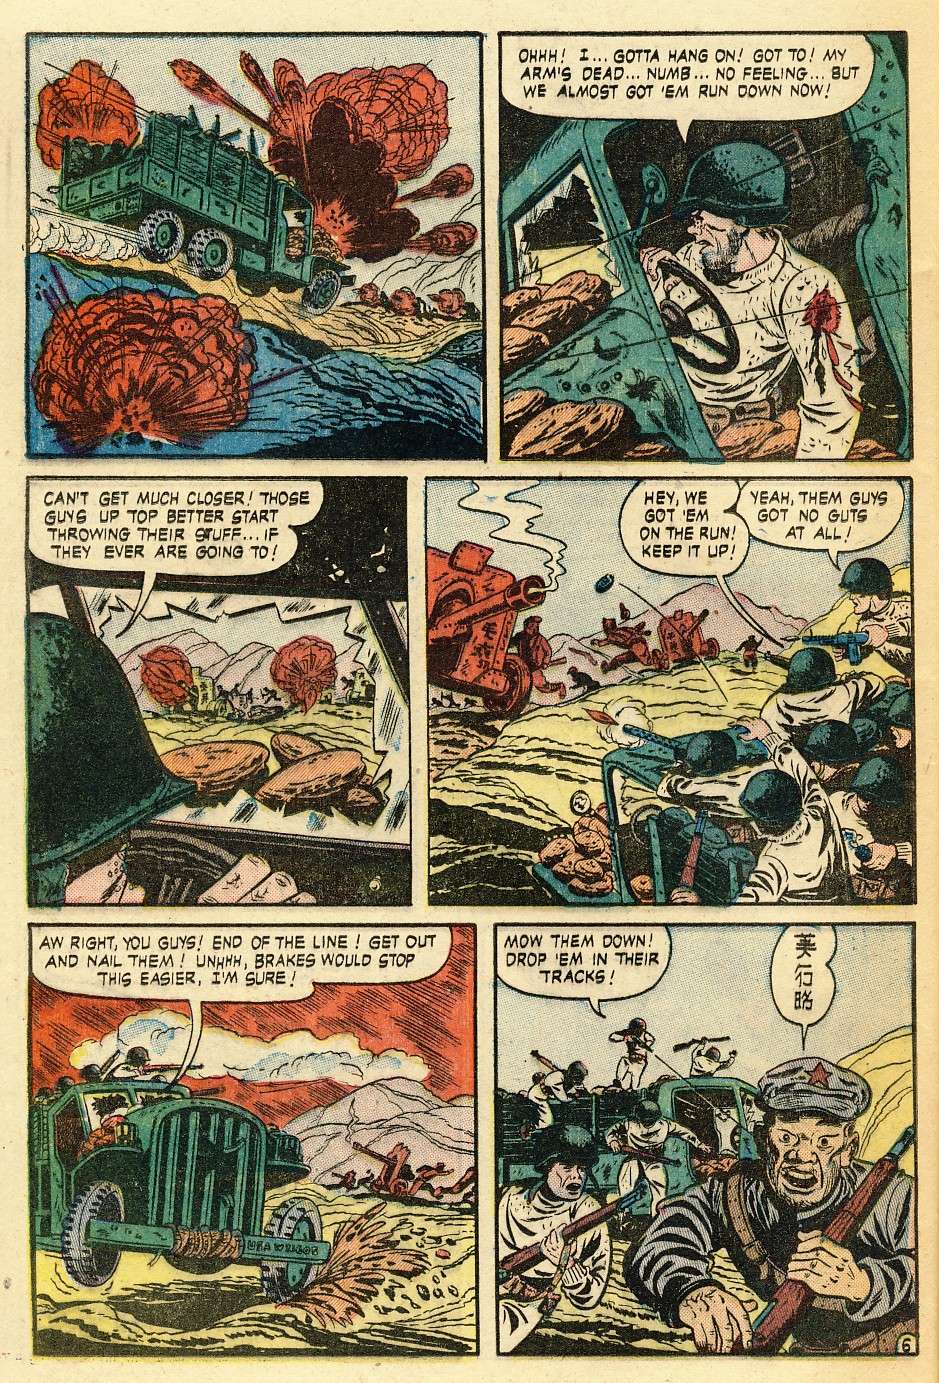 OHHH! I... GOTTA HANG ON! GOT TO! MY
ARM'S DEAD... NUMB... NO FEELING... BUT
WE ALMOST GOT 'EM RUN DOWN NOW!
CAN'T GET MUCH CLOSER! THOSE
GUYS UP TOP BETTER START
THROWING THEIR STUFF... IF
THEY EVER ARE GOING TO!
HEY, WE
GOT 'EM
ON THE RUN!
KEEP IT UP!
YEAH, THEM GUYS
GOT NO GUTS
AT ALL!
AW RIGHT, YOU GUYS! END OF THE LINE! GET OUT
AND NAIL THEM! UNHHH, BRAKES WOULD STOP
THIS EASIER, I'M SURE!
MOW THEM DOWN!
DROP 'EM IN THEIR
TRACKS!
英
行
6